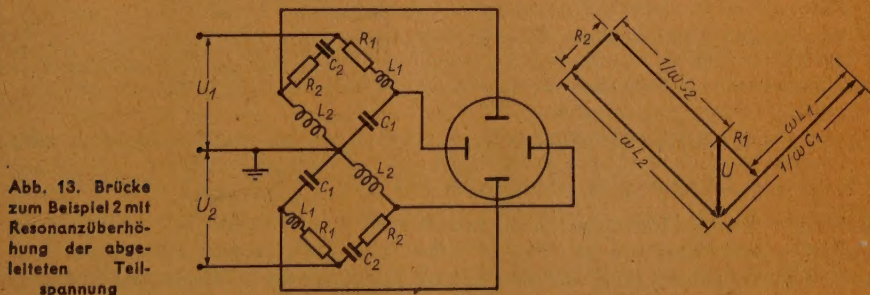 Abb. 13. Brücke
zum Beispiel 2 mit
Resonanzüberhö-
hung der abge-
leiteten Teil-
spannung
U1
U2
R1
C2
L1
R2
L2
C1
C1
L2
L1
R1
R2
C2
R2
1/ωC2
ωL2
R1
U
ωL1
1/ωC1